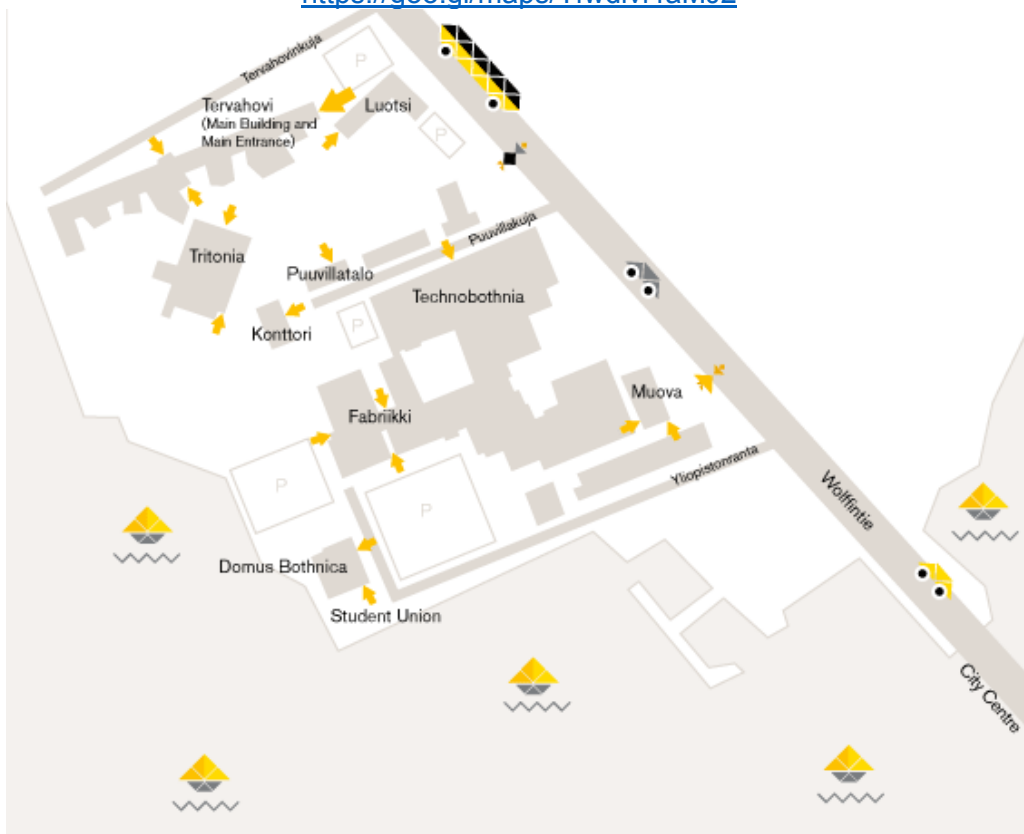 Tervahovinkuja
P
Tervahovi
(Main Building and
Main Entrance)
Luotsi
P
Puuvillakuja
Tritonia
Puuvillatalo
Technobothnia
Konttori
P
Muova
Fabriikki
Yliopistonranta
P
P
Wolffintie
Domus Bothnica
Student Union
City Centre